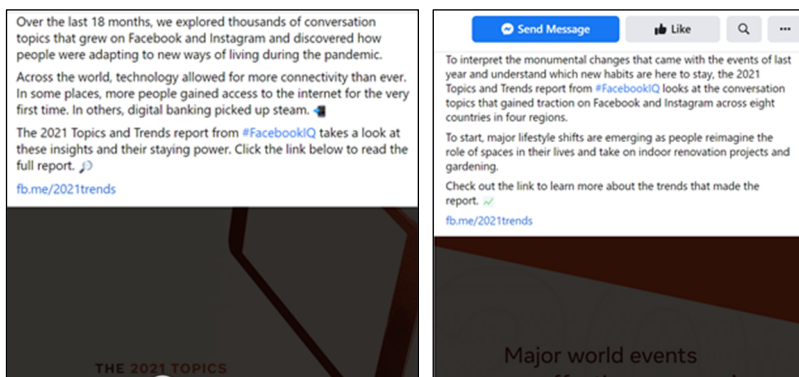 Over the last 18 months, we explored thousands of conversation
topics that grew on Facebook and Instagram and discovered how
people were adapting to new ways of living during the pandemic.
Across the world, technology allowed for more connectivity than ever.
In some places, more people gained access to the internet for the very
first time. In others, digital banking picked up steam. 📲
The 2021 Topics and Trends report from #FacebookIQ takes a look at
these insights and their staying power. Click the link below to read the
full report. 🔎
fb.me/2021trends
THE 2021 TOPICS
Send Message
Like
To interpret the monumental changes that came with the events of last
year and understand which new habits are here to stay, the 2021
Topics and Trends report from #FacebookIQ looks at the conversation
topics that gained traction on Facebook and Instagram across eight
countries in four regions.
To start, major lifestyle shifts are emerging as people reimagine the
role of spaces in their lives and take on indoor renovation projects and
gardening.
Check out the link to learn more about the trends that made the
report. 📈
fb.me/2021trends
Major world events